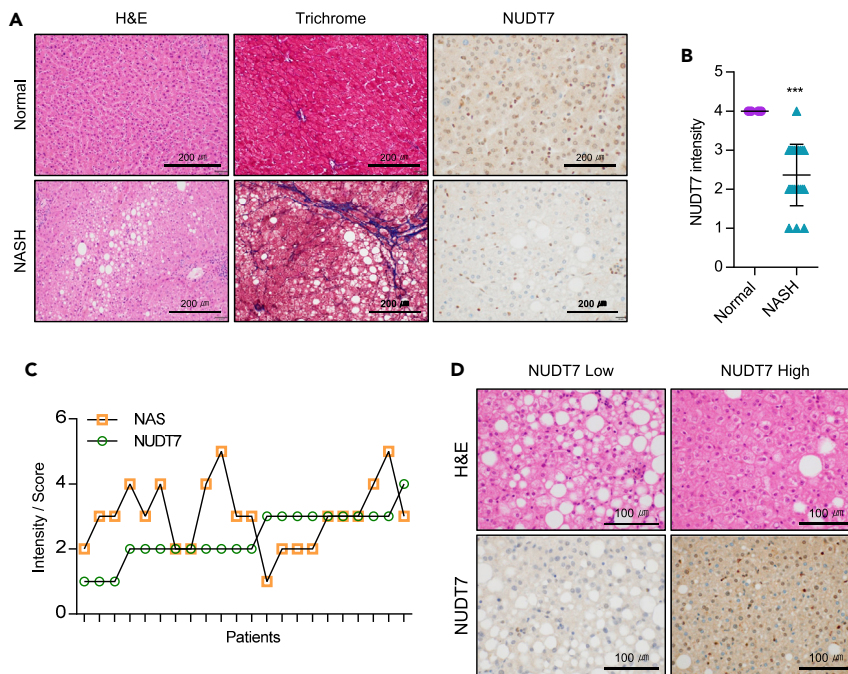 A
H&E
Trichrome
NUDT7
Normal
200 ㎛
200 ㎛
200 ㎛
NASH
200 ㎛
200 ㎛
200 ㎛
B
NUDT7 intensity
5
4
3
2
1
0
***
Normal
NASH
C
Intensity / Score
6
4
2
0
NAS
NUDT7
Patients
D
NUDT7 Low
NUDT7 High
H&E
100 ㎛
100 ㎛
NUDT7
100 ㎛
100 ㎛